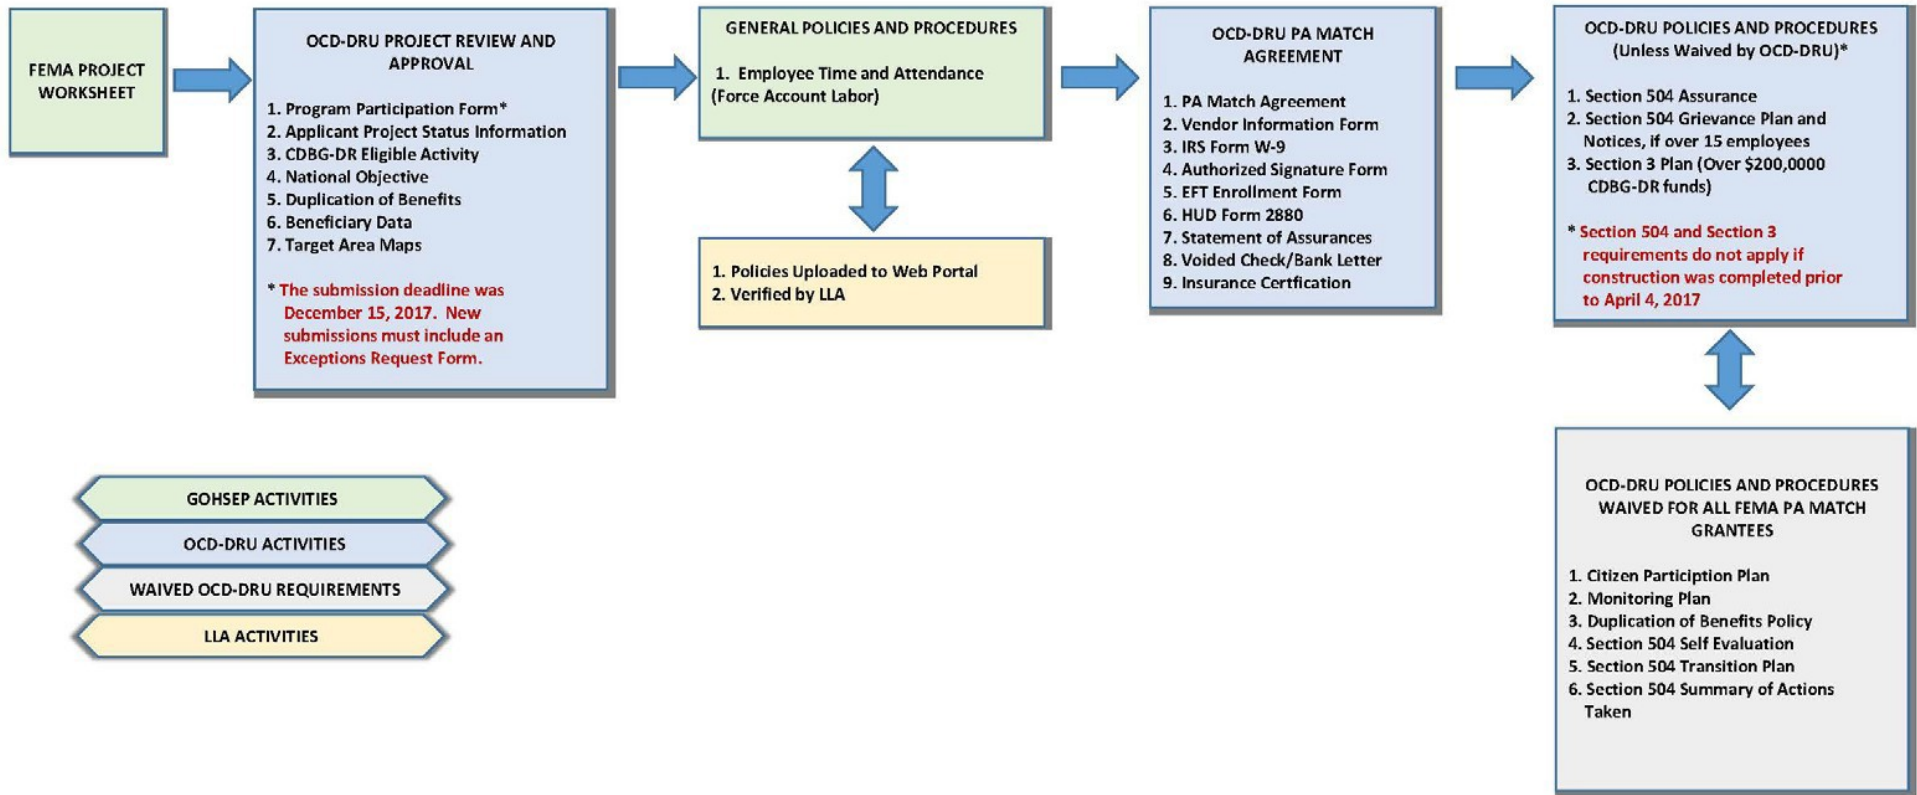 FEMA PROJECT
WORKSHEET
OCD-DRU PROJECT REVIEW AND
APPROVAL
1. Program Participation Form*
2. Applicant Project Status Information
3. CDBG-DR Eligible Activity
4. National Objective
5. Duplication of Benefits
6. Beneficiary Data
7. Target Area Maps
* The submission deadline was
December 15, 2017. New
submissions must include an
Exceptions Request Form.
GENERAL POLICIES AND PROCEDURES
1. Employee Time and Attendance
(Force Account Labor)
1. Policies Uploaded to Web Portal
2. Verified by LLA
OCD-DRU PA MATCH
AGREEMENT
1. PA Match Agreement
2. Vendor Information Form
3. IRS Form W-9
4. Authorized Signature Form
5. EFT Enrollment Form
6. HUD Form 2880
7. Statement of Assurances
8. Voided Check/Bank Letter
9. Insurance Certfication
OCD-DRU POLICIES AND PROCEDURES
(Unless Waived by OCD-DRU)*
1. Section 504 Assurance
2. Section 504 Grievance Plan and
Notices, if over 15 employees
3. Section 3 Plan (Over $200,0000
CDBG-DR funds)
* Section 504 and Section 3
requirements do not apply if
construction was completed prior
to April 4, 2017
OCD-DRU POLICIES AND PROCEDURES
WAIVED FOR ALL FEMA PA MATCH
GRANTEES
1. Citizen Particiption Plan
2. Monitoring Plan
3. Duplication of Benefits Policy
4. Section 504 Self Evaluation
5. Section 504 Transition Plan
6. Section 504 Summary of Actions
Taken
GOHSEP ACTIVITIES
OCD-DRU ACTIVITIES
WAIVED OCD-DRU REQUIREMENTS
LLA ACTIVITIES